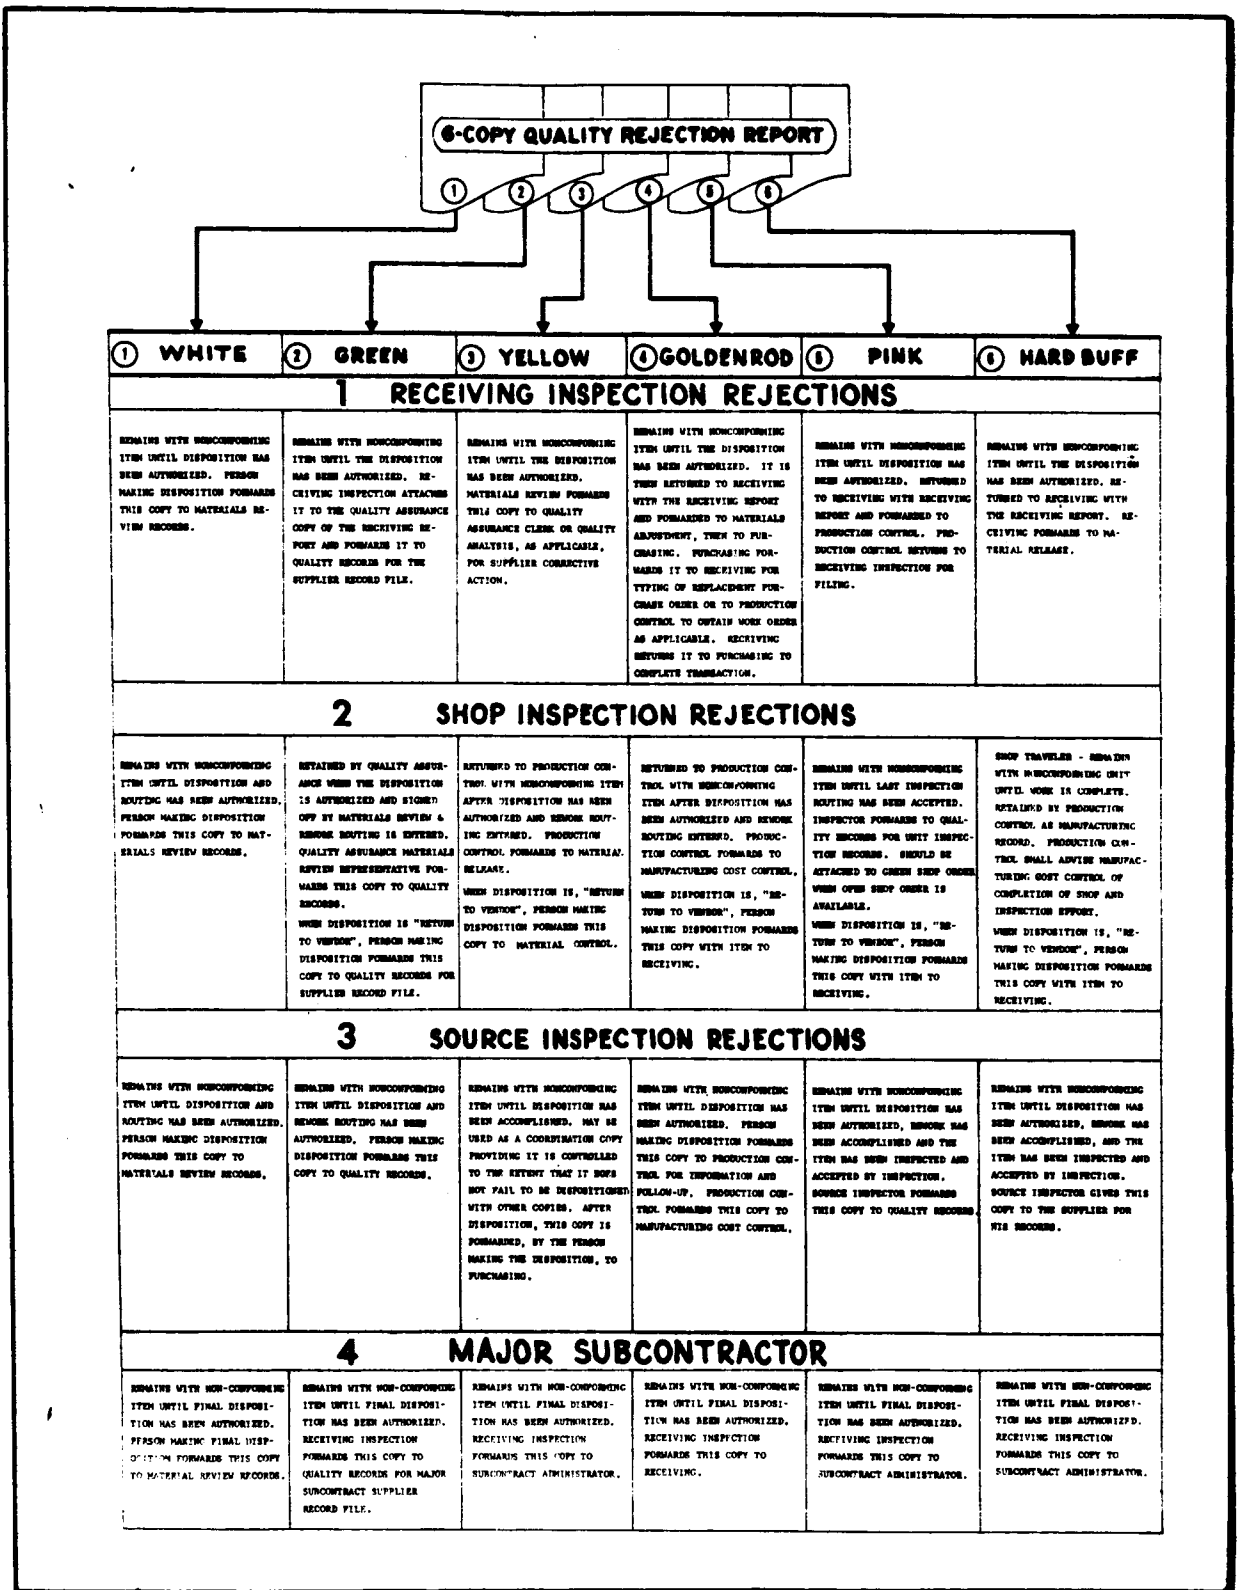 6-COPY QUALITY REJECTION REPORT
1
2
3
4
5
6
1 WHITE
2 GREEN
3 YELLOW
4 GOLDENROD
5 PINK
6 HARD BUFF
1 RECEIVING INSPECTION REJECTIONS
REMAINS WITH NONCONFORMING
ITEM UNTIL DISPOSITION HAS
BEEN AUTHORIZED. PERSON
MAKING DISPOSITION FORWARDS
THIS COPY TO MATERIALS RE-
VIEW RECORDS.
REMAINS WITH NONCONFORMING
ITEM UNTIL THE DISPOSITION
HAS BEEN AUTHORIZED. RE-
CEIVING INSPECTION ATTACHES
IT TO THE QUALITY ASSURANCE
COPY OF THE RECEIVING RE-
PORT AND FORWARDS IT TO
QUALITY RECORDS FOR THE
SUPPLIER RECORD FILE.
REMAINS WITH NONCONFORMING
ITEM UNTIL THE DISPOSITION
HAS BEEN AUTHORIZED.
MATERIALS REVIEW FORWARDS
THIS COPY TO QUALITY
ASSURANCE CLERK OR QUALITY
ANALYSIS, AS APPLICABLE,
FOR SUPPLIER CORRECTIVE
ACTION.
REMAINS WITH NONCONFORMING
ITEM UNTIL THE DISPOSITION
HAS BEEN AUTHORIZED. IT IS
THEN RETURNED TO RECEIVING
WITH THE RECEIVING REPORT
AND FORWARDED TO MATERIALS
ADJUSTMENT, THEN TO PUR-
CHASING. PURCHASING FOR-
WARDS IT TO RECEIVING FOR
TYPING OF REPLACEMENT PUR-
CHASE ORDER OR TO PRODUCTION
CONTROL TO OBTAIN WORK ORDER
AS APPLICABLE. RECEIVING
RETURNS IT TO PURCHASING TO
COMPLETE TRANSACTION.
REMAINS WITH NONCONFORMING
ITEM UNTIL DISPOSITION HAS
BEEN AUTHORIZED. RETURNED
TO RECEIVING WITH RECEIVING
REPORT AND FORWARDED TO
PRODUCTION CONTROL. PRO-
DUCTION CONTROL RETURNS TO
RECEIVING INSPECTION FOR
FILING.
REMAINS WITH NONCONFORMING
ITEM UNTIL THE DISPOSITION
HAS BEEN AUTHORIZED. RE-
TURNED TO RECEIVING WITH
THE RECEIVING REPORT. RE-
CEIVING FORWARDS TO MA-
TERIAL RELEASE.
2 SHOP INSPECTION REJECTIONS
REMAINS WITH NONCONFORMING
ITEM UNTIL DISPOSITION AND
ROUTING HAS BEEN AUTHORIZED.
PERSON MAKING DISPOSITION
FORWARDS THIS COPY TO MAT-
ERIALS REVIEW RECORDS.
RETAINED BY QUALITY ASSUR-
ANCE WHEN THE DISPOSITION
IS AUTHORIZED AND SIGNED
OFF BY MATERIALS REVIEW &
REWORK ROUTING IS ENTERED.
QUALITY ASSURANCE MATERIALS
REVIEW REPRESENTATIVE FOR-
WARDS THIS COPY TO QUALITY
RECORDS.
WHEN DISPOSITION IS "RETURN
TO VENDOR", PERSON MAKING
DISPOSITION FORWARDS THIS
COPY TO QUALITY RECORDS FOR
SUPPLIER RECORD FILE.
RETURNED TO PRODUCTION CON-
TROL WITH NONCONFORMING ITEM
AFTER DISPOSITION HAS BEEN
AUTHORIZED AND REWORK ROUT-
ING ENTERED. PRODUCTION
CONTROL FORWARDS TO MATERIAL
RELEASE.
WHEN DISPOSITION IS, "RETURN
TO VENDOR", PERSON MAKING
DISPOSITION FORWARDS THIS
COPY TO MATERIAL CONTROL.
RETURNED TO PRODUCTION CON-
TROL WITH NONCONFORMING
ITEM AFTER DISPOSITION HAS
BEEN AUTHORIZED AND REWORK
ROUTING ENTERED. PRODUC-
TION CONTROL FORWARDS TO
MANUFACTURING COST CONTROL.
WHEN DISPOSITION IS, "RE-
TURN TO VENDOR", PERSON
MAKING DISPOSITION FORWARDS
THIS COPY WITH ITEM TO
RECEIVING.
REMAINS WITH NONCONFORMING
ITEM UNTIL LAST INSPECTION
ROUTING HAS BEEN ACCEPTED.
INSPECTOR FORWARDS TO QUAL-
ITY RECORDS FOR UNIT INSPEC-
TION RECORDS. SHOULD BE
ATTACHED TO GREEN SHOP ORDER
WHEN OPEN SHOP ORDER IS
AVAILABLE.
WHEN DISPOSITION IS, "RE-
TURN TO VENDOR", PERSON
MAKING DISPOSITION FORWARDS
THIS COPY WITH ITEM TO
RECEIVING.
SHOP TRAVELER - REMAINS
WITH NONCONFORMING UNIT
UNTIL WORK IS COMPLETE.
RETAINED BY PRODUCTION
CONTROL AS MANUFACTURING
RECORD. PRODUCTION CON-
TROL SHALL ADVISE MANUFAC-
TURING COST CONTROL OF
COMPLETION OF SHOP AND
INSPECTION EFFORT.
WHEN DISPOSITION IS, "RE-
TURN TO VENDOR", PERSON
MAKING DISPOSITION FORWARDS
THIS COPY WITH ITEM TO
RECEIVING.
3 SOURCE INSPECTION REJECTIONS
REMAINS WITH NONCONFORMING
ITEM UNTIL DISPOSITION AND
ROUTING HAS BEEN AUTHORIZED.
PERSON MAKING DISPOSITION
FORWARDS THIS COPY TO
MATERIALS REVIEW RECORDS.
REMAINS WITH NONCONFORMING
ITEM UNTIL DISPOSITION AND
REWORK ROUTING HAS BEEN
AUTHORIZED. PERSON MAKING
DISPOSITION FORWARDS THIS
COPY TO QUALITY RECORDS.
REMAINS WITH NONCONFORMING
ITEM UNTIL DISPOSITION HAS
BEEN ACCOMPLISHED. MAY BE
USED AS A COORDINATION COPY
PROVIDING IT IS CONTROLLED
TO THE EXTENT THAT IT DOES
NOT FAIL TO BE DISPOSITIONED
WITH OTHER COPIES. AFTER
DISPOSITION, THIS COPY IS
FORWARDED, BY THE PERSON
MAKING THE DISPOSITION, TO
PURCHASING.
REMAINS WITH NONCONFORMING
ITEM UNTIL DISPOSITION HAS
BEEN AUTHORIZED. PERSON
MAKING DISPOSITION FORWARDS
THIS COPY TO PRODUCTION CON-
TROL FOR INFORMATION AND
FOLLOW-UP. PRODUCTION CON-
TROL FORWARDS THIS COPY TO
MANUFACTURING COST CONTROL.
REMAINS WITH NONCONFORMING
ITEM UNTIL DISPOSITION HAS
BEEN AUTHORIZED, REWORK HAS
BEEN ACCOMPLISHED AND THE
ITEM HAS BEEN INSPECTED AND
ACCEPTED BY INSPECTION.
SOURCE INSPECTOR FORWARDS
THIS COPY TO QUALITY RECORDS.
REMAINS WITH NONCONFORMING
ITEM UNTIL DISPOSITION HAS
BEEN AUTHORIZED, REWORK HAS
BEEN ACCOMPLISHED, AND THE
ITEM HAS BEEN INSPECTED AND
ACCEPTED BY INSPECTION.
SOURCE INSPECTOR GIVES THIS
COPY TO THE SUPPLIER FOR
HIS RECORDS.
4 MAJOR SUBCONTRACTOR
REMAINS WITH NON-CONFORMING
ITEM UNTIL FINAL DISPOSI-
TION HAS BEEN AUTHORIZED.
PERSON MAKING FINAL DISP-
OSITION FORWARDS THIS COPY
TO MATERIAL REVIEW RECORDS.
REMAINS WITH NON-CONFORMING
ITEM UNTIL FINAL DISPOSI-
TION HAS BEEN AUTHORIZED.
RECEIVING INSPECTION
FORWARDS THIS COPY TO
QUALITY RECORDS FOR MAJOR
SUBCONTRACT SUPPLIER
RECORD FILE.
REMAINS WITH NON-CONFORMING
ITEM UNTIL FINAL DISPOSI-
TION HAS BEEN AUTHORIZED.
RECEIVING INSPECTION
FORWARDS THIS COPY TO
SUBCONTRACT ADMINISTRATOR.
REMAINS WITH NON-CONFORMING
ITEM UNTIL FINAL DISPOSI-
TION HAS BEEN AUTHORIZED.
RECEIVING INSPECTION
FORWARDS THIS COPY TO
RECEIVING.
REMAINS WITH NON-CONFORMING
ITEM UNTIL FINAL DISPOSI-
TION HAS BEEN AUTHORIZED.
RECEIVING INSPECTION
FORWARDS THIS COPY TO
SUBCONTRACT ADMINISTRATOR.
REMAINS WITH NON-CONFORMING
ITEM UNTIL FINAL DISPOSI-
TION HAS BEEN AUTHORIZED.
RECEIVING INSPECTION
FORWARDS THIS COPY TO
SUBCONTRACT ADMINISTRATOR.